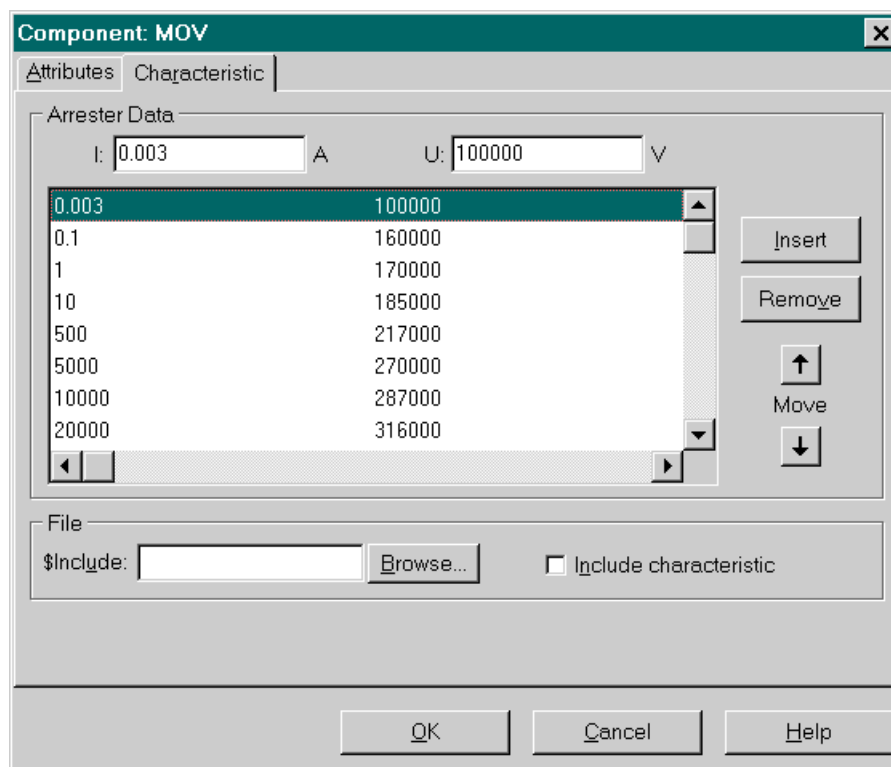 Component: MOV
Attributes Characteristic
Arrester Data
I: 0.003 A U: 100000 V
0.003 100000
0.1 160000
1 170000
10 185000
500 217000
5000 270000
10000 287000
20000 316000
Insert
Remove
Move
File
$Include: Browse... Include characteristic
OK Cancel Help